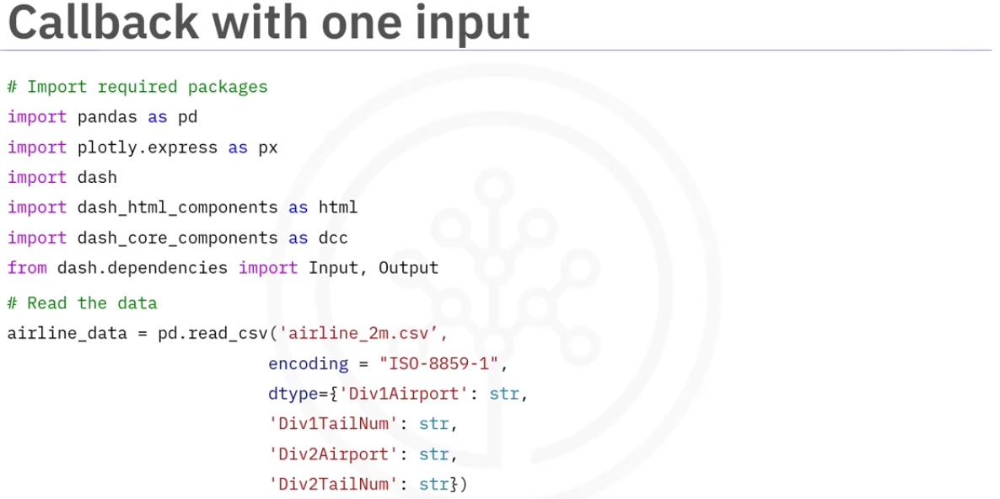 Callback with one input
# Import required packages
import pandas as pd
import plotly.express as px
import dash
import dash_html_components as html
import dash_core_components as dcc
from dash.dependencies import Input, Output
# Read the data
airline_data = pd.read_csv('airline_2m.csv’,
encoding = "ISO-8859-1",
dtype={'Div1Airport': str,
'Div1TailNum': str,
'Div2Airport': str,
'Div2TailNum': str})